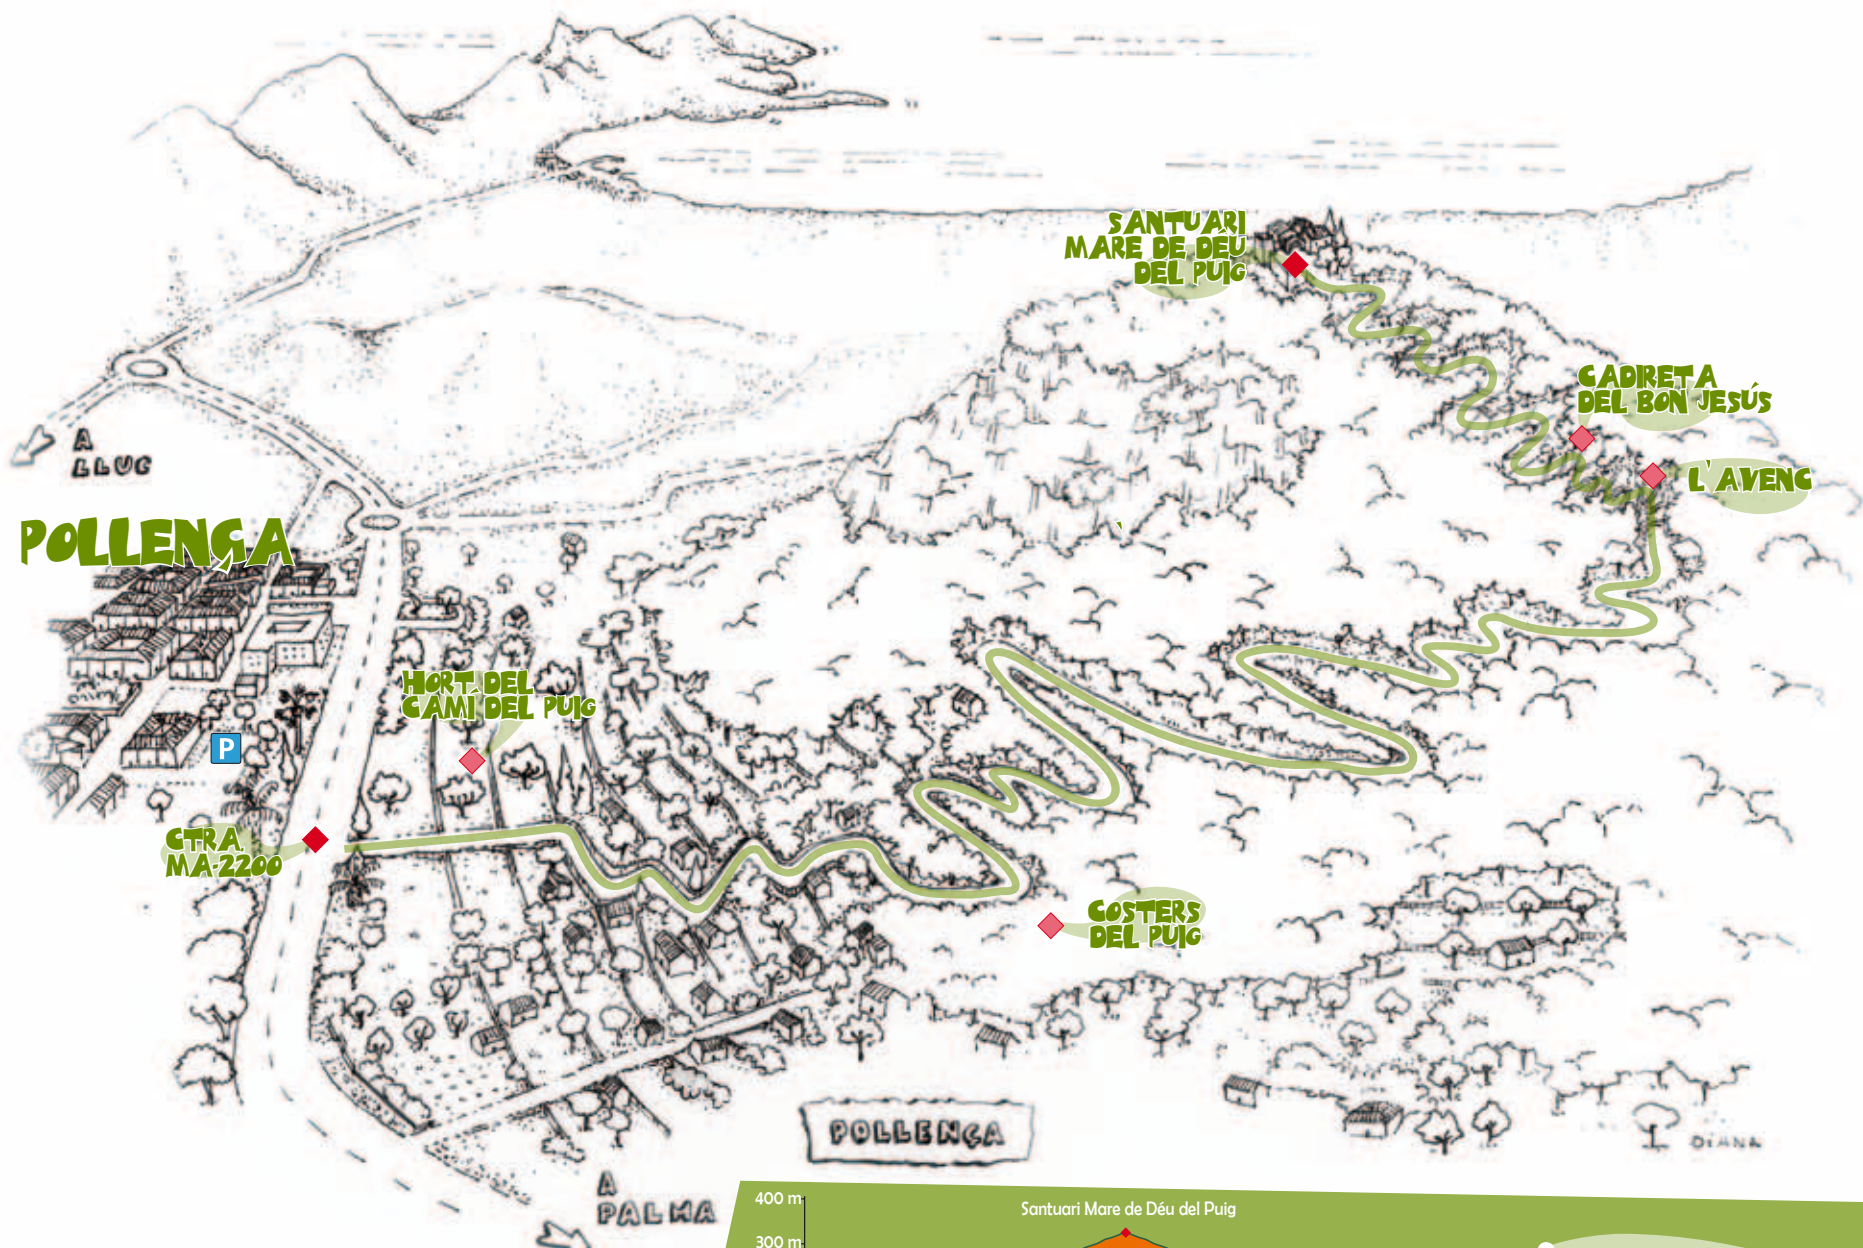 SANTUARI
MARE DE DÉU
DEL PUIG
CADIRETA
DEL BON JESÚS
L'AVENC
A
LLUC
POLLENÇA
HORT DEL
CAMÍ DEL PUIG
P
CTRA.
MA-2200
COSTERS
DEL PUIG
POLLENÇA
DIANA
A
PALMA
400 m
Santuari Mare de Déu del Puig
300 m